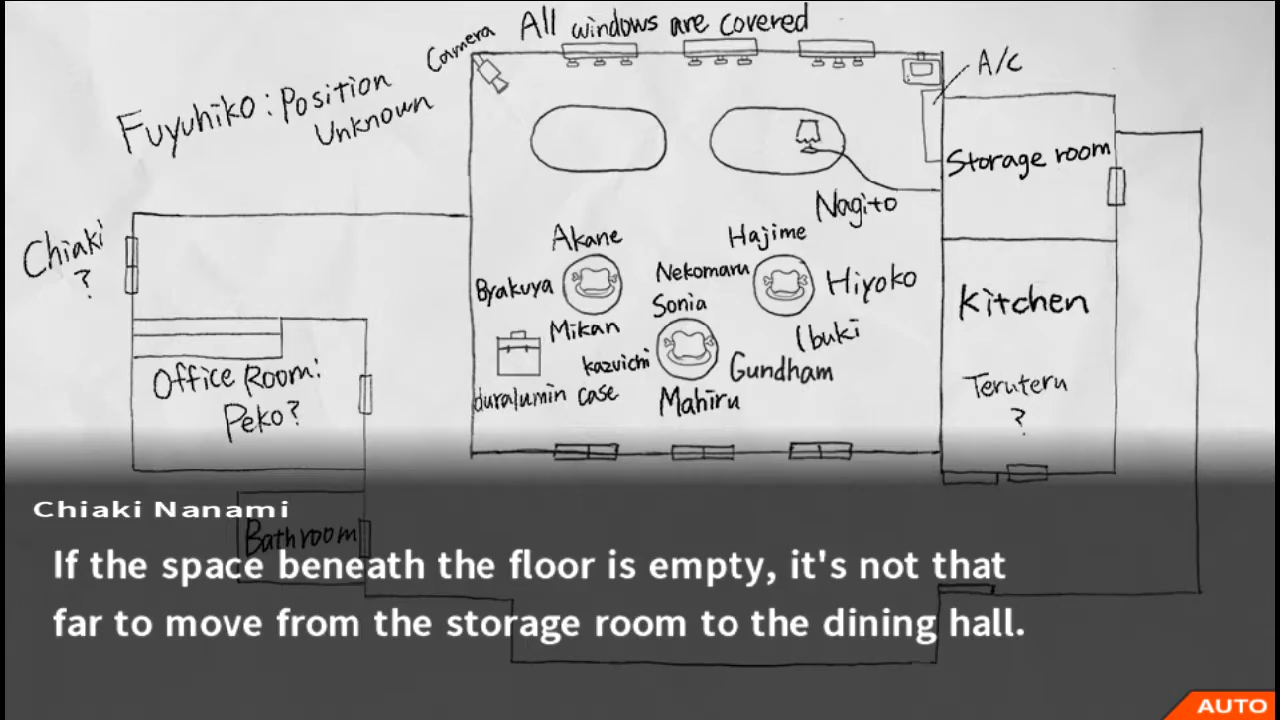 All windows are covered
Camera
A/C
Fuyuhiko : Position
Unknown
Storage room
Nagito
Chiaki
?
Akane
Hajime
Byakuya
Nekomaru
Hiyoko
Sonia
Mikan
Ibuki
kazuichi
Gundham
duralumin case
Mahiru
Kitchen
Teruteru
?
Office Room:
Peko?
Bathroom
Chiaki Nanami
If the space beneath the floor is empty, it's not that
far to move from the storage room to the dining hall.
AUTO